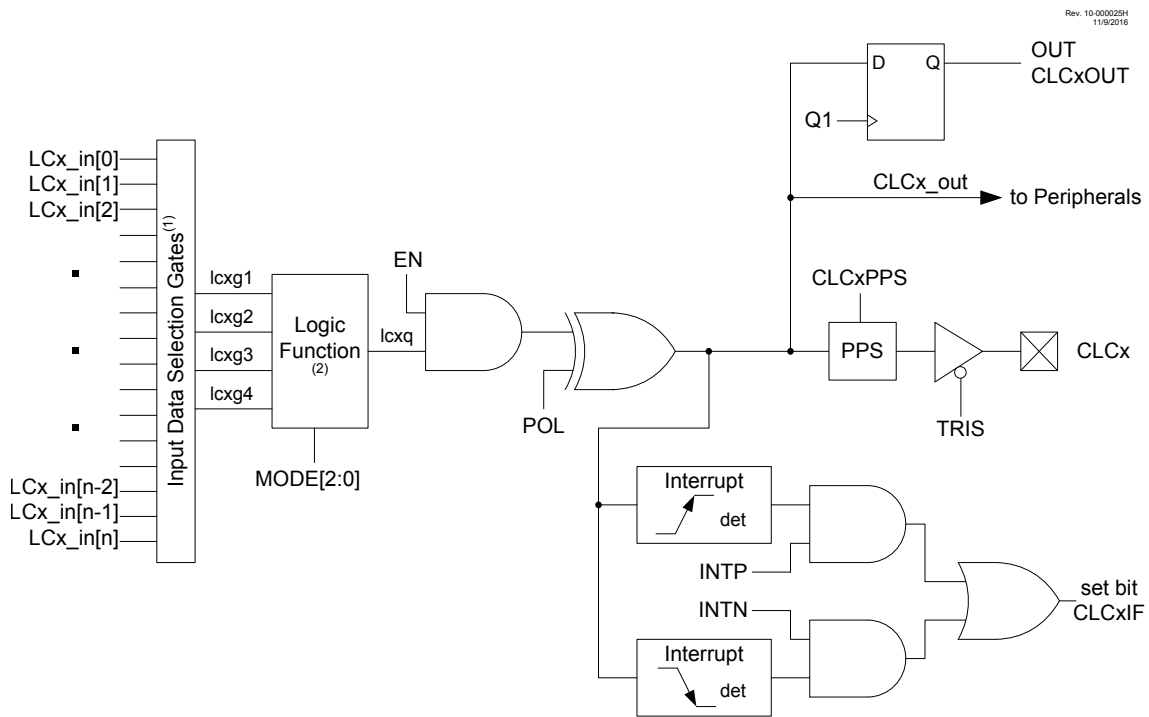 Rev. 10-000025H
11/9/2016
OUT
CLCxOUT
D
Q
Q1
CLCx_out
to Peripherals
LCx_in[0]
LCx_in[1]
LCx_in[2]
LCx_in[n-2]
LCx_in[n-1]
LCx_in[n]
Input Data Selection Gates(1)
lcxg1
lcxg2
lcxg3
lcxg4
Logic
Function
(2)
MODE[2:0]
lcxq
EN
POL
CLCxPPS
PPS
TRIS
CLCx
Interrupt
det
INTP
INTN
Interrupt
det
set bit
CLCxIF